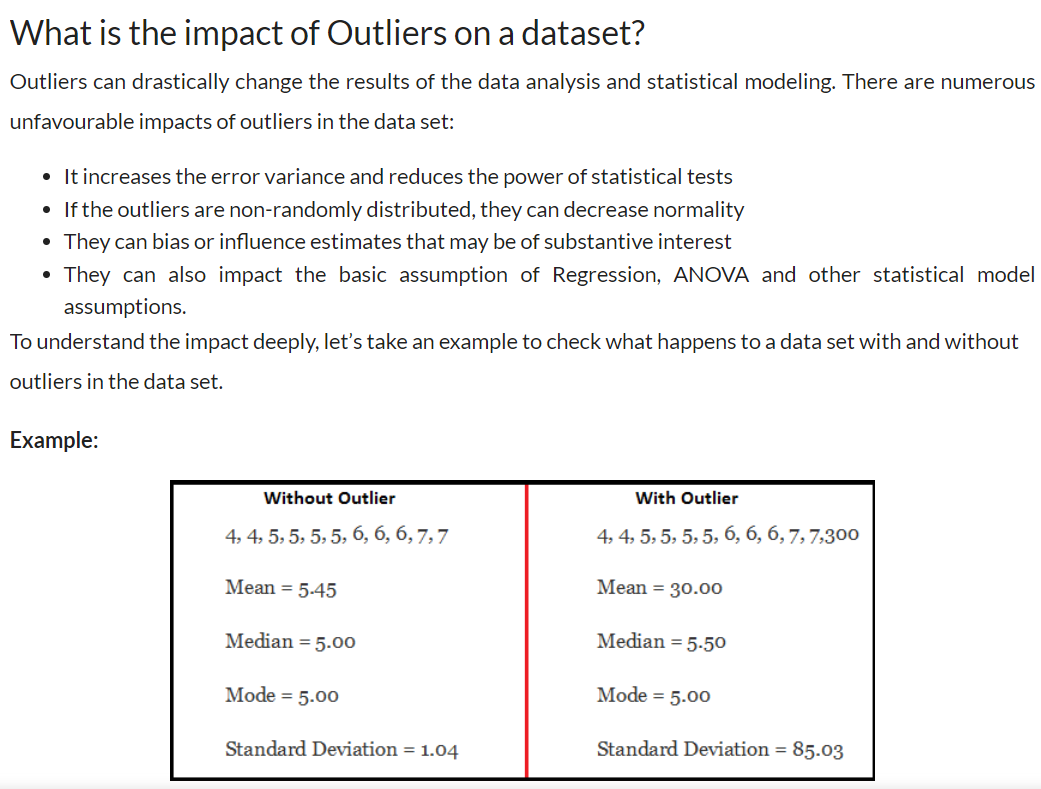 What is the impact of Outliers on a dataset?
Outliers can drastically change the results of the data analysis and statistical modeling. There are numerous
unfavourable impacts of outliers in the data set:
• It increases the error variance and reduces the power of statistical tests
• If the outliers are non-randomly distributed, they can decrease normality
• They can bias or influence estimates that may be of substantive interest
• They can also impact the basic assumption of Regression, ANOVA and other statistical model
assumptions.
To understand the impact deeply, let’s take an example to check what happens to a data set with and without
outliers in the data set.
Example:
Without Outlier
4, 4, 5, 5, 5, 5, 6, 6, 6, 7, 7
Mean = 5.45
Median = 5.00
Mode = 5.00
Standard Deviation = 1.04
With Outlier
4, 4, 5, 5, 5, 5, 6, 6, 6, 7, 7,300
Mean = 30.00
Median = 5.50
Mode = 5.00
Standard Deviation = 85.03